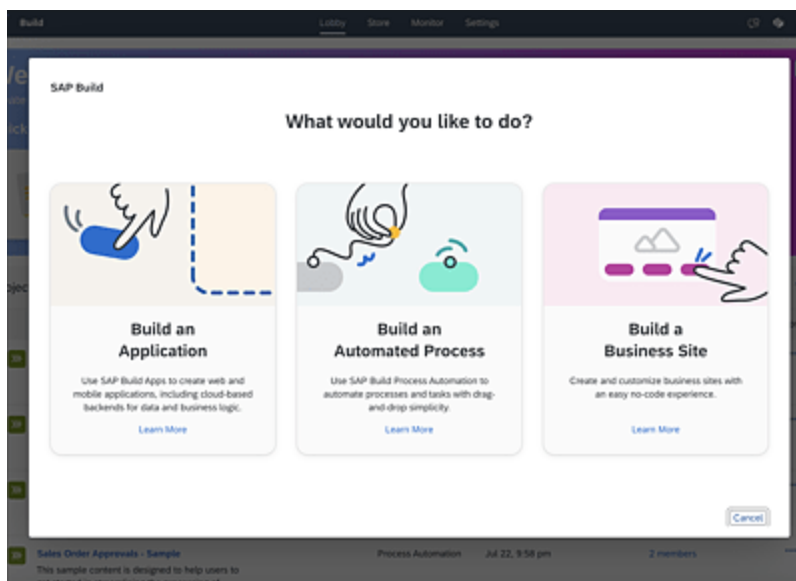 Build
Lobby Store Monitor Settings
SAP Build
What would you like to do?
Build an
Application
Use SAP Build Apps to create web and
mobile applications, including cloud-based
backends for data and business logic.
Learn More
Build an
Automated Process
Use SAP Build Process Automation to
automate processes and tasks with drag-
and-drop simplicity.
Learn More
Build a
Business Site
Create and customize business sites with
an easy no-code experience.
Learn More
Cancel
Sales Order Approvals - Sample Process Automation Jul 22, 9:58 pm 2 members
This sample content is designed to help users to